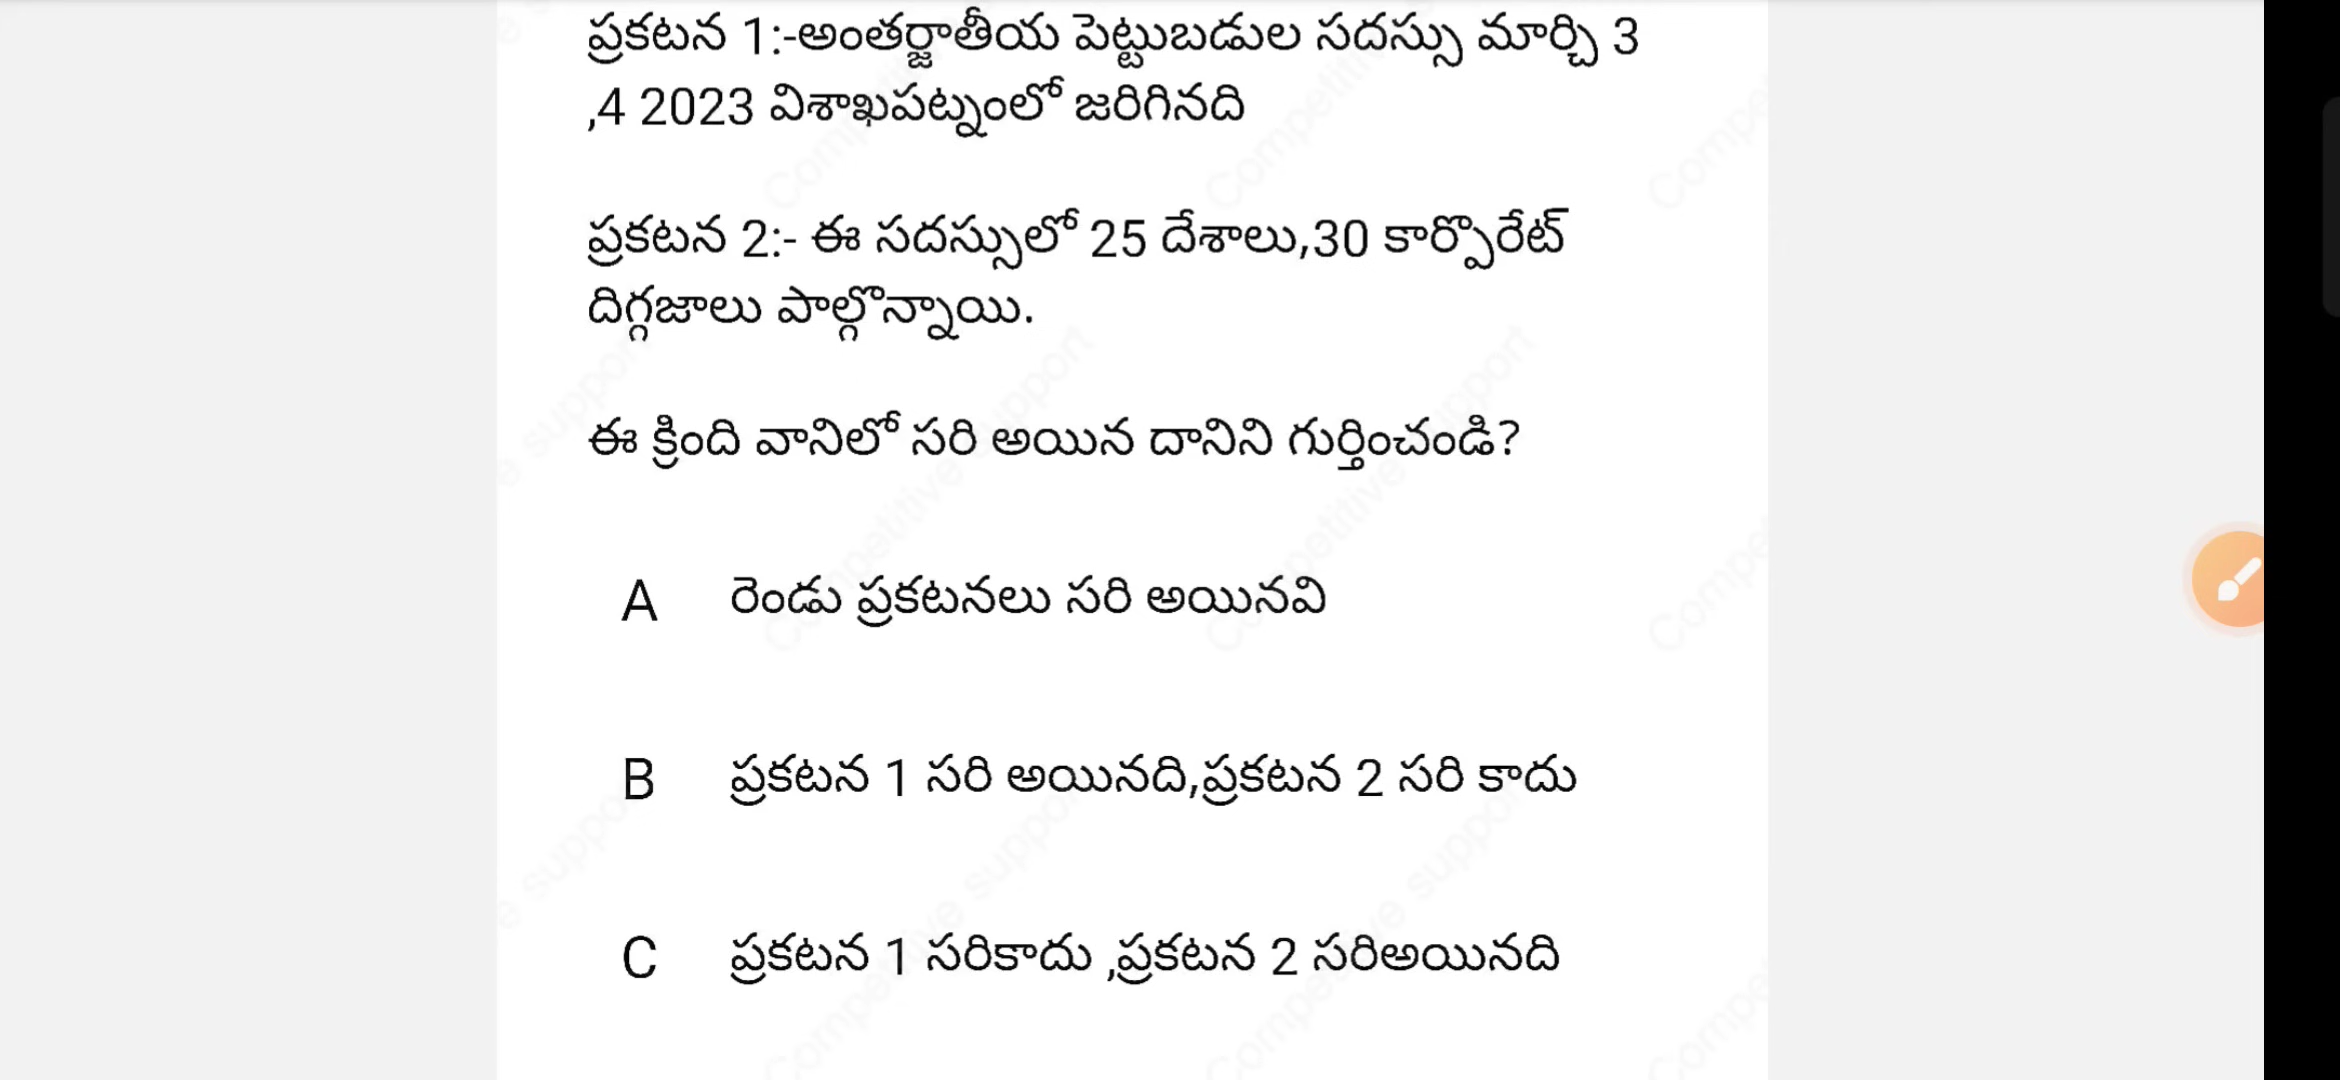 ప్రకటన 1:-అంతర్జాతీయ పెట్టుబడుల సదస్సు మార్చి 3
,4 2023 విశాఖపట్నంలో జరిగినది
ప్రకటన 2:- ఈ సదస్సులో 25 దేశాలు,30 కార్పొరేట్
దిగ్గజాలు పాల్గొన్నాయి.
ఈ క్రింది వానిలో సరి అయిన దానిని గుర్తించండి?
A రెండు ప్రకటనలు సరి అయినవి
B ప్రకటన 1 సరి అయినది,ప్రకటన 2 సరి కాదు
C ప్రకటన 1 సరికాదు ,ప్రకటన 2 సరిఅయినది